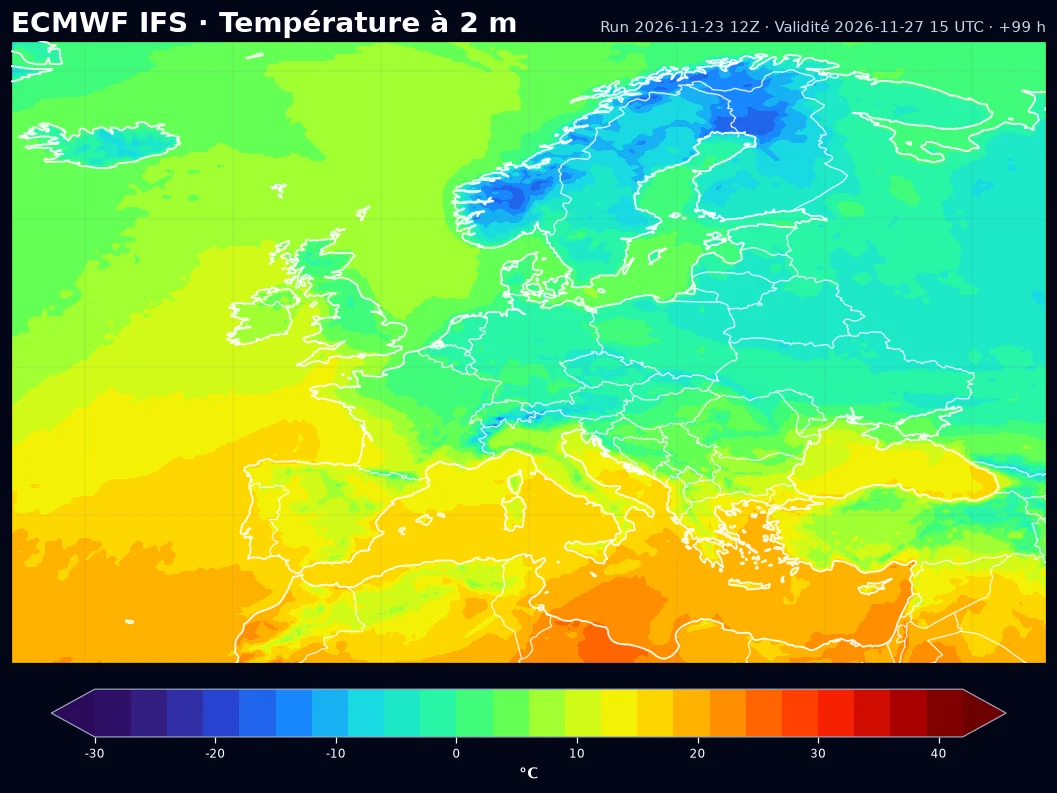 ECMWF IFS · Température à 2 m
Run 2026-11-23 12Z · Validité 2026-11-27 15 UTC · +99 h
-30 -20 -10 0 10 20 30 40
°C